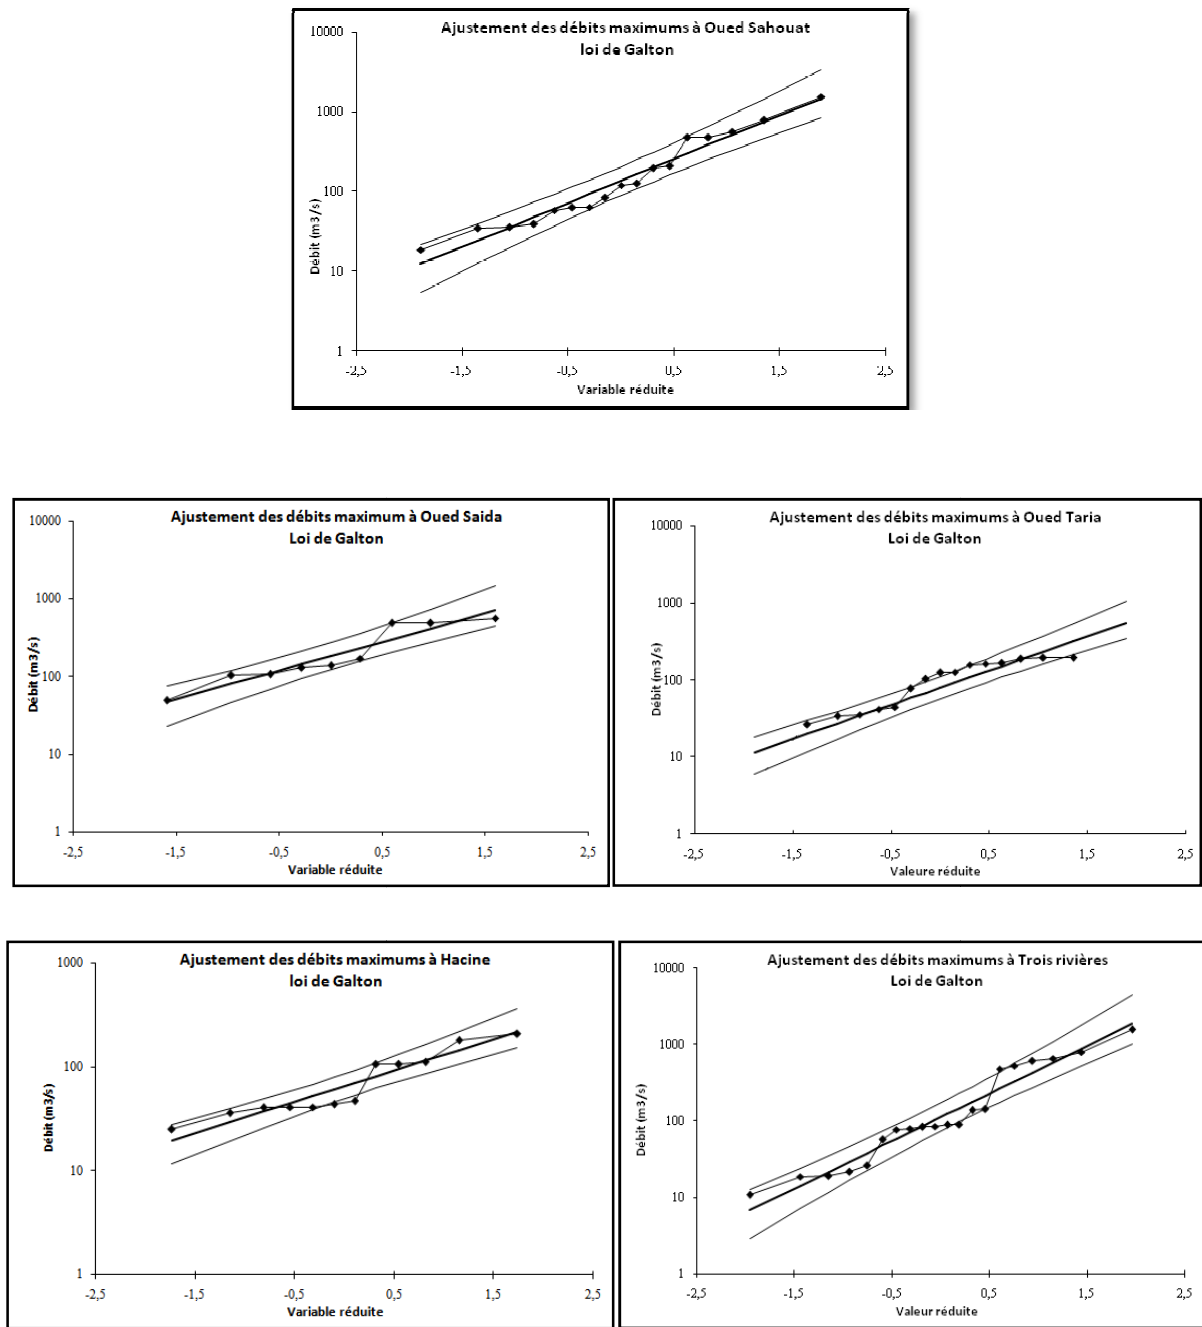 Ajustement des débits maximums à Oued Sahouat
loi de Galton
10000
1000
100
10
1
Débit (m3/s)
-2,5 -1,5 -0,5 0,5 1,5 2,5
Variable réduite
Ajustement des débits maximum à Oued Saida
Loi de Galton
10000
1000
100
10
1
Débit (m3/s)
-2,5 -1,5 -0,5 0,5 1,5 2,5
Variable réduite
Ajustement des débits maximums à Oued Taria
Loi de Galton
10000
1000
100
10
1
Débit (m3/s)
-2,5 -1,5 -0,5 0,5 1,5 2,5
Valeure réduite
Ajustement des débits maximums à Hacine
loi de Galton
1000
100
10
1
Débit (m3/s)
-2,5 -1,5 -0,5 0,5 1,5 2,5
Variable réduite
Ajustement des débits maximums à Trois rivières
Loi de Galton
10000
1000
100
10
1
Débit (m3/s)
-2,5 -1,5 -0,5 0,5 1,5 2,5
Valeur réduite